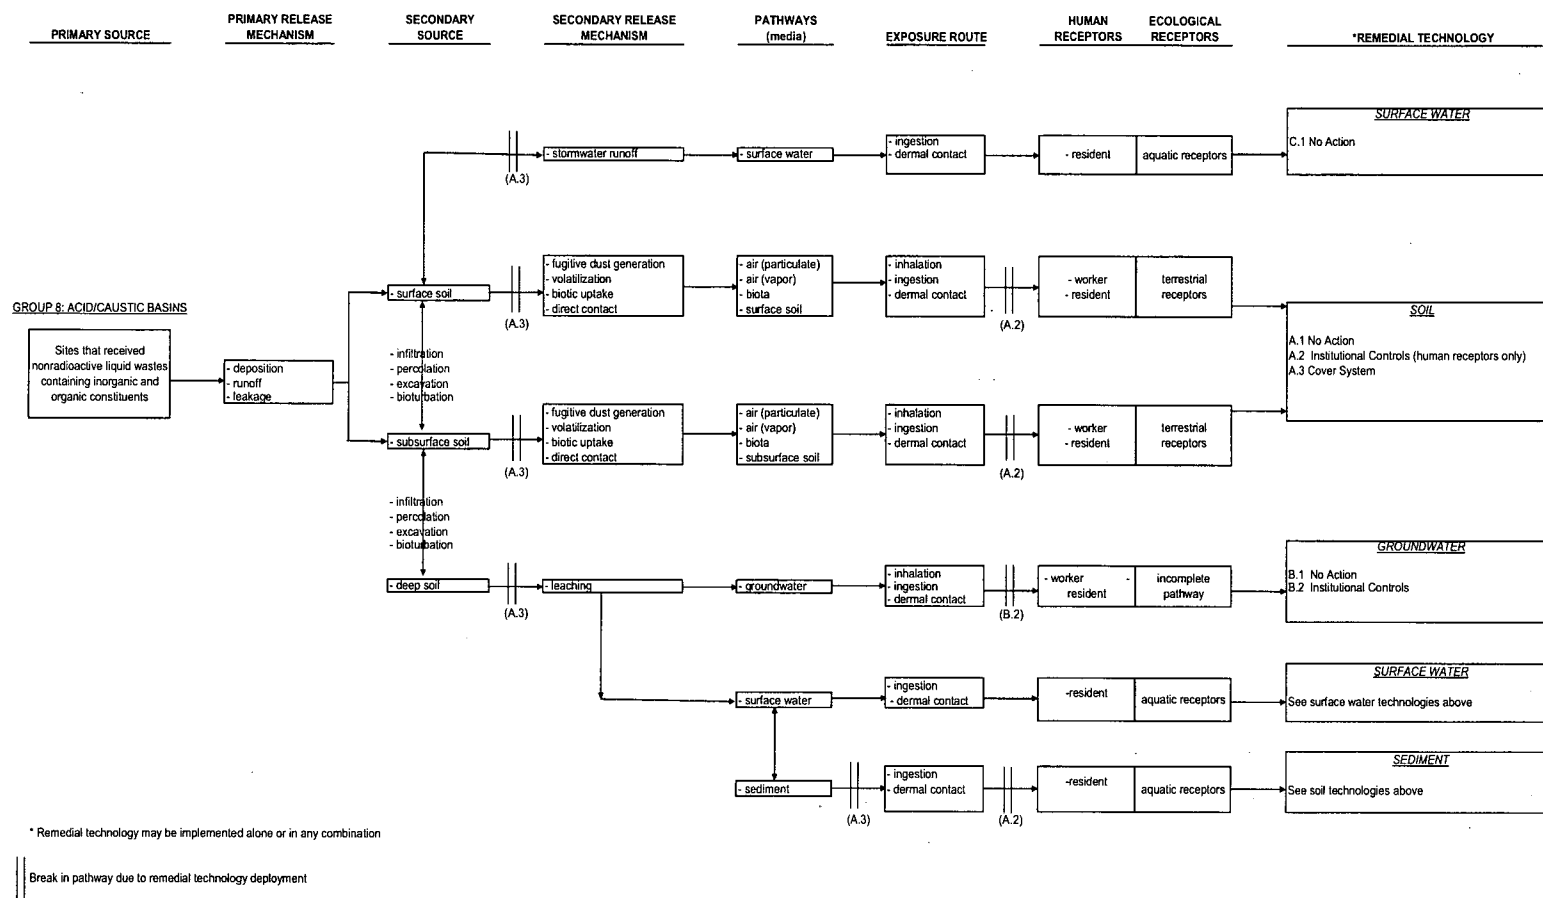 PRIMARY SOURCE
PRIMARY RELEASE
MECHANISM
SECONDARY
SOURCE
SECONDARY RELEASE
MECHANISM
PATHWAYS
(media)
EXPOSURE ROUTE
HUMAN
RECEPTORS
ECOLOGICAL
RECEPTORS
*REMEDIAL TECHNOLOGY
(A.3)
- stormwater runoff
- surface water
- ingestion
- dermal contact
- resident
aquatic receptors
SURFACE WATER
C.1 No Action
GROUP 8: ACID/CAUSTIC BASINS
Sites that received
nonradioactive liquid wastes
containing inorganic and
organic constituents
- deposition
- runoff
- leakage
- surface soil
(A.3)
- fugitive dust generation
- volatilization
- biotic uptake
- direct contact
- air (particulate)
- air (vapor)
- biota
- surface soil
- inhalation
- ingestion
- dermal contact
(A.2)
- worker
- resident
terrestrial
receptors
SOIL
A.1 No Action
A.2 Institutional Controls (human receptors only)
A.3 Cover System
- infiltration
- percolation
- excavation
- bioturbation
- subsurface soil
(A.3)
- fugitive dust generation
- volatilization
- biotic uptake
- direct contact
- air (particulate)
- air (vapor)
- biota
- subsurface soil
- inhalation
- ingestion
- dermal contact
(A.2)
- worker
- resident
terrestrial
receptors
- infiltration
- percolation
- excavation
- bioturbation
- deep soil
(A.3)
- leaching
- groundwater
- inhalation
- ingestion
- dermal contact
(B.2)
- worker -
resident
incomplete
pathway
GROUNDWATER
B.1 No Action
B.2 Institutional Controls
- surface water
- ingestion
- dermal contact
-resident
aquatic receptors
SURFACE WATER
See surface water technologies above
- sediment
(A.3)
- ingestion
- dermal contact
(A.2)
-resident
aquatic receptors
SEDIMENT
See soil technologies above
* Remedial technology may be implemented alone or in any combination
Break in pathway due to remedial technology deployment